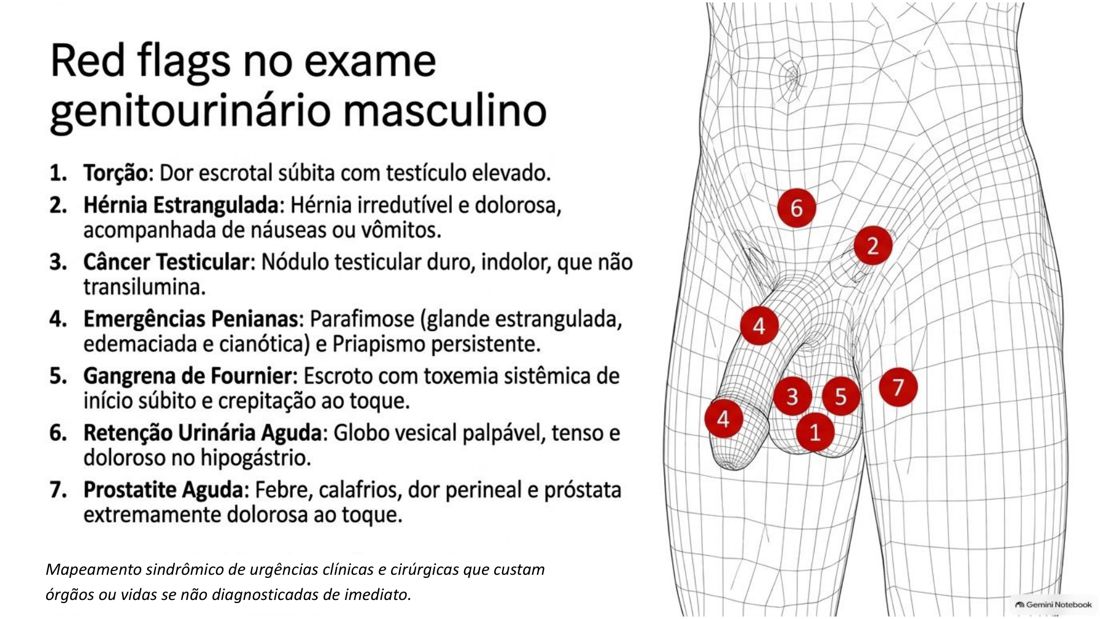 Red flags no exame
genitourinário masculino
1. Torção: Dor escrotal súbita com testículo elevado.
2. Hérnia Estrangulada: Hérnia irredutível e dolorosa,
acompanhada de náuseas ou vômitos.
3. Câncer Testicular: Nódulo testicular duro, indolor, que não
transilumina.
4. Emergências Penianas: Parafimose (glande estrangulada,
edemaciada e cianótica) e Priapismo persistente.
5. Gangrena de Fournier: Escroto com toxemia sistêmica de
início súbito e crepitação ao toque.
6. Retenção Urinária Aguda: Globo vesical palpável, tenso e
doloroso no hipogástrio.
7. Prostatite Aguda: Febre, calafrios, dor perineal e próstata
extremamente dolorosa ao toque.
Mapeamento sindrômico de urgências clínicas e cirúrgicas que custam
órgãos ou vidas se não diagnosticadas de imediato.
6
2
4
7
3
5
4
1
Gemini Notebook